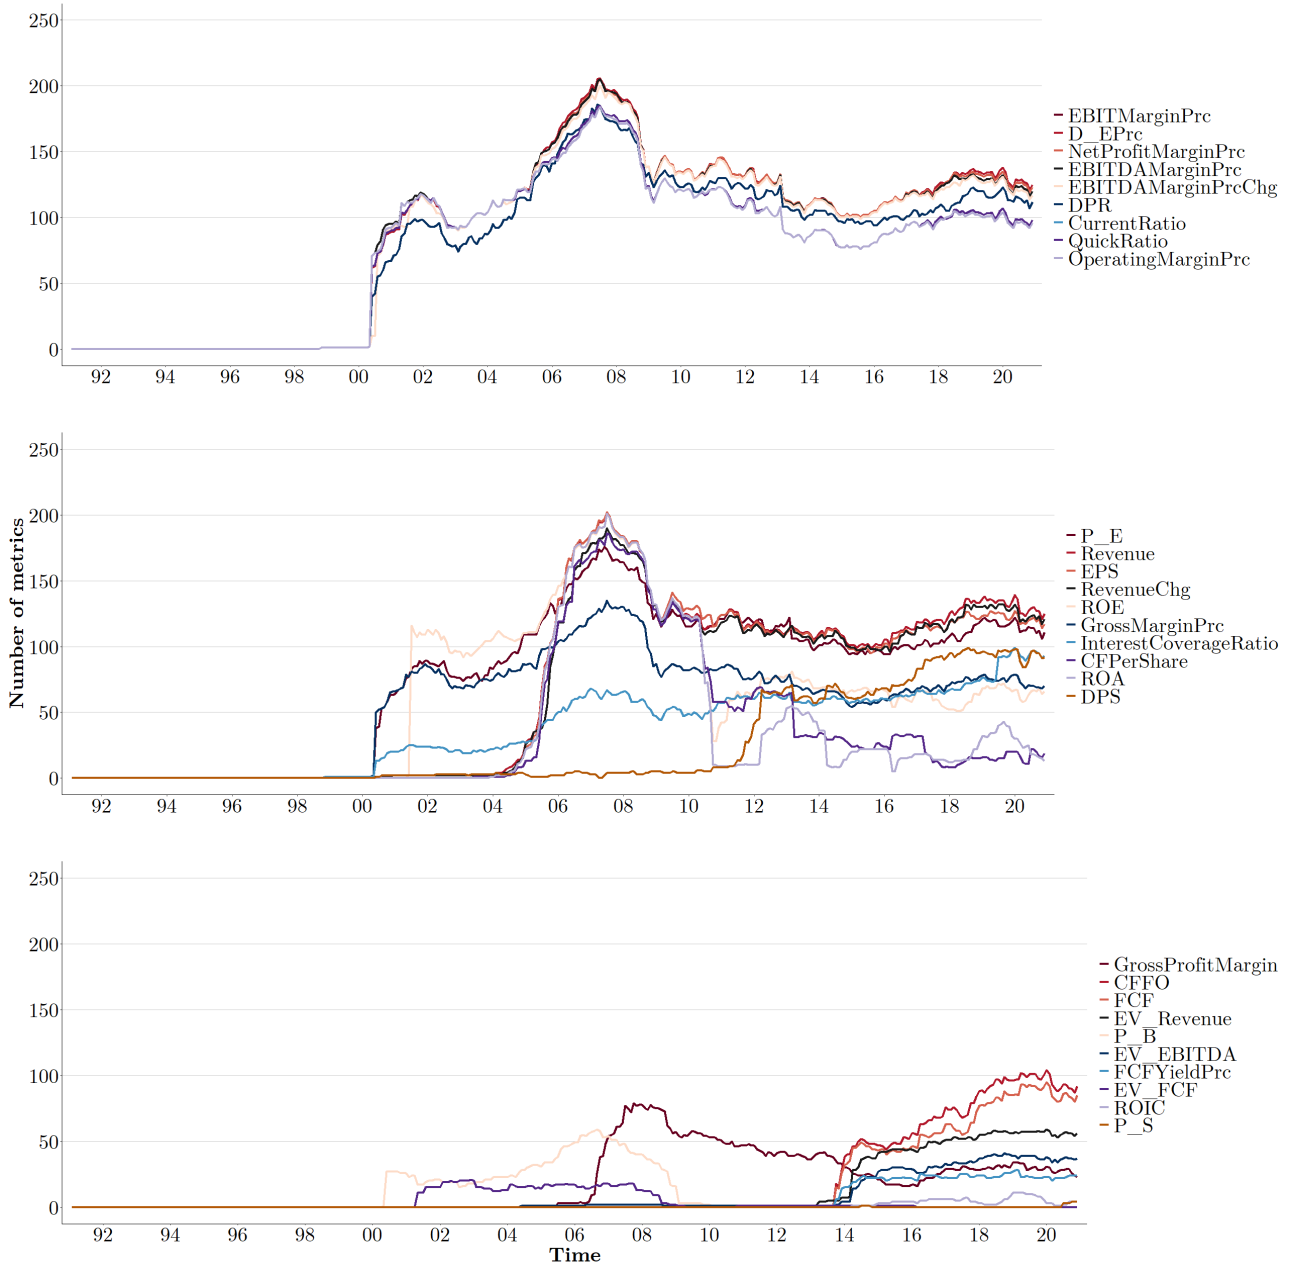 250
200
150
100
50
0
92 94 96 98 00 02 04 06 08 10 12 14 16 18 20
EBITMarginPrc
D_EPrc
NetProfitMarginPrc
EBITDAMarginPrc
EBITDAMarginPrcChg
DPR
CurrentRatio
QuickRatio
OperatingMarginPrc
Number of metrics
250
200
150
100
50
0
92 94 96 98 00 02 04 06 08 10 12 14 16 18 20
P_E
Revenue
EPS
RevenueChg
ROE
GrossMarginPrc
InterestCoverageRatio
CFPerShare
ROA
DPS
250
200
150
100
50
0
92 94 96 98 00 02 04 06 08 10 12 14 16 18 20
Time
GrossProfitMargin
CFFO
FCF
EV_Revenue
P_B
EV_EBITDA
FCFYieldPrc
EV_FCF
ROIC
P_S